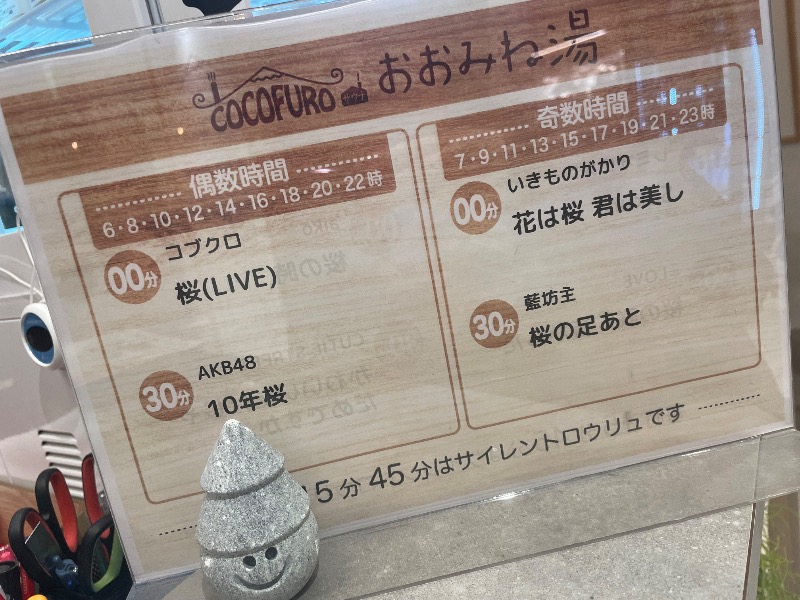 COCOFURO サウナ おおみね湯
偶数時間
6・8・10・12・14・16・18・20・22時
00分
コブクロ
桜(LIVE)
30分
AKB48
10年桜
奇数時間
7・9・11・13・15・17・19・21・23時
00分
いきものがかり
花は桜 君は美し
30分
藍坊主
桜の足あと
15分 45分はサイレントロウリュです